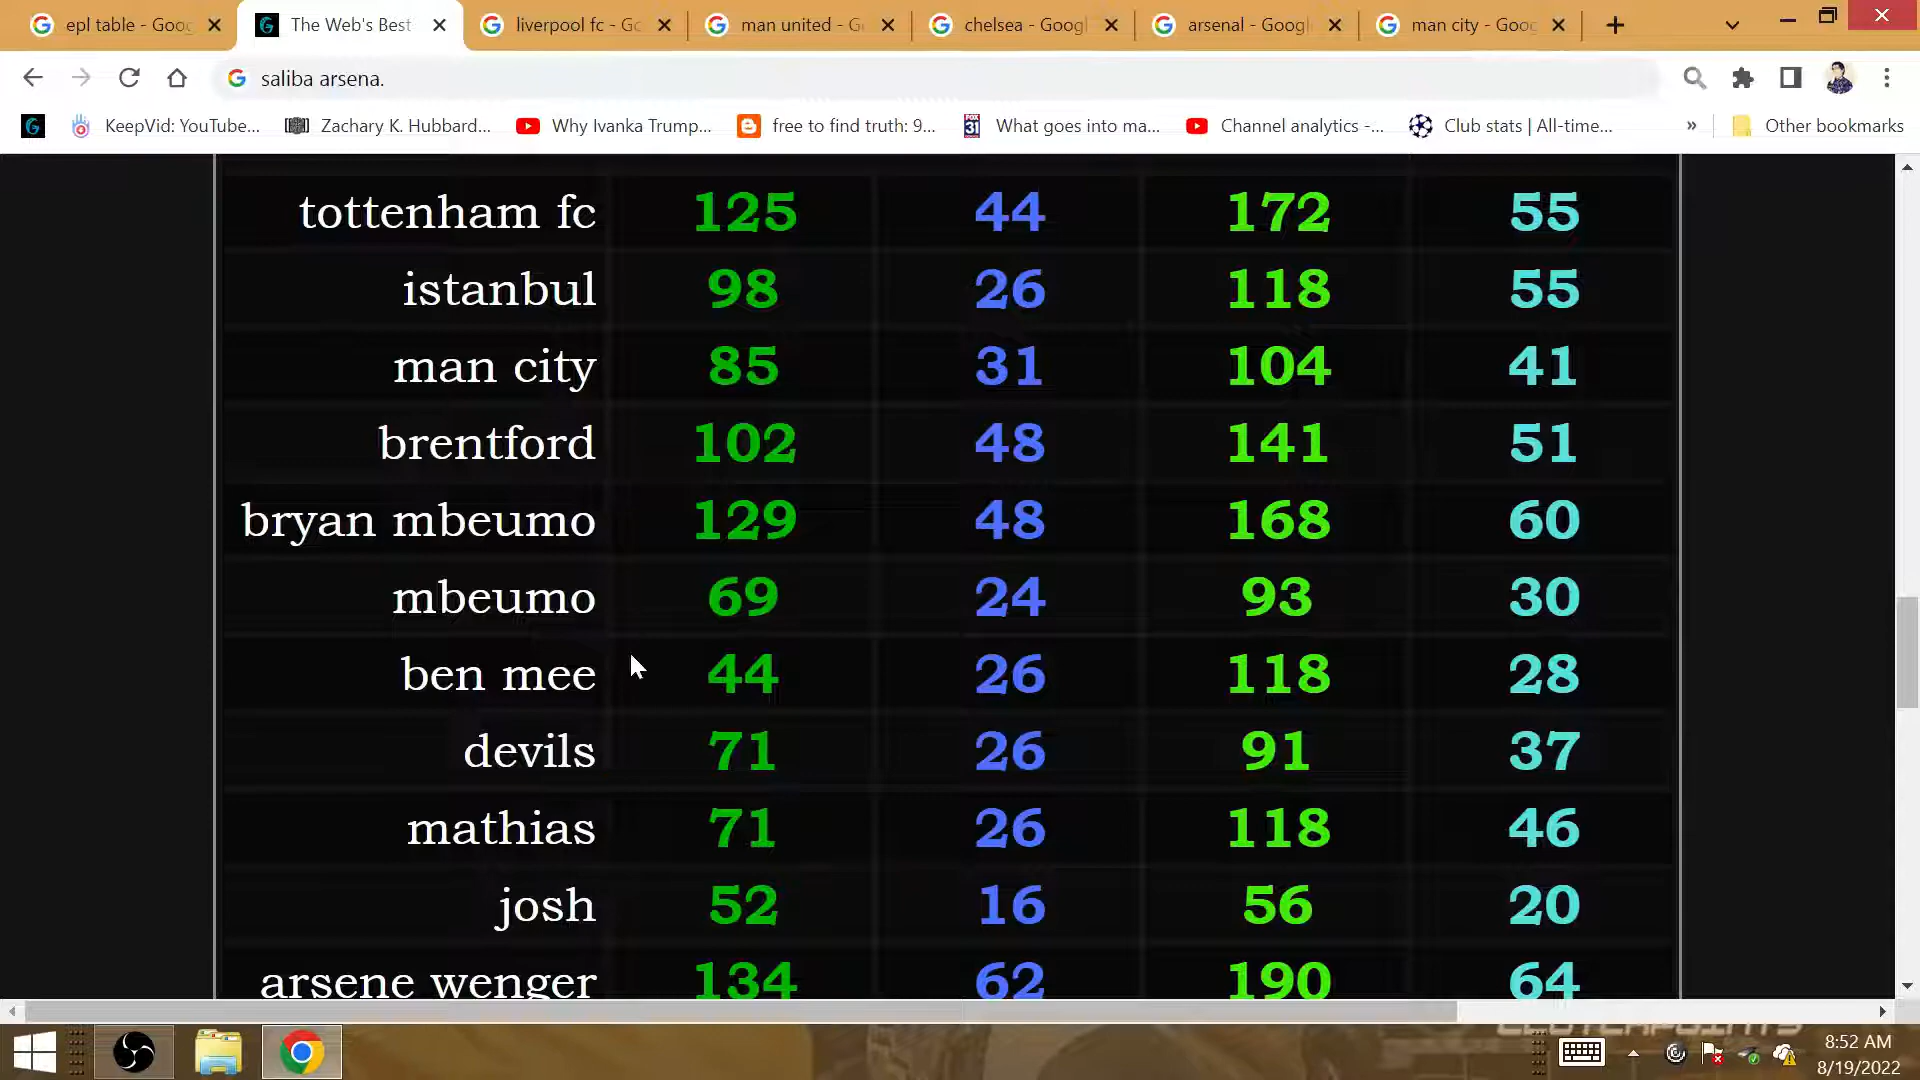 epl table - Goog
The Web's Best
liverpool fc - Go
man united - G
chelsea - Googl
arsenal - Google
man city - Goog
saliba arsena.
KeepVid: YouTube...
Zachary K. Hubbard...
Why Ivanka Trump...
free to find truth: 9...
FOX 31
What goes into ma...
Channel analytics -...
Club stats | All-time...
»
Other bookmarks
tottenham fc 125 44 172 55
istanbul 98 26 118 55
man city 85 31 104 41
brentford 102 48 141 51
bryan mbeumo 129 48 168 60
mbeumo 69 24 93 30
ben mee 44 26 118 28
devils 71 26 91 37
mathias 71 26 118 46
josh 52 16 56 20
arsene wenger 134 62 190 64
CLUTCHPOINTS
8:52 AM
8/19/2022